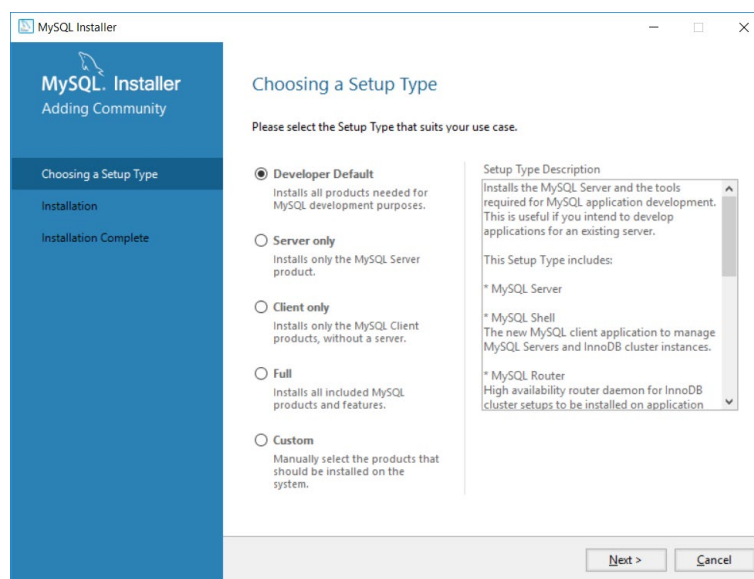 MySQL Installer
MySQL. Installer
Adding Community
Choosing a Setup Type
Installation
Installation Complete
Choosing a Setup Type
Please select the Setup Type that suits your use case.
Developer Default
Installs all products needed for
MySQL development purposes.
Server only
Installs only the MySQL Server
product.
Client only
Installs only the MySQL Client
products, without a server.
Full
Installs all included MySQL
products and features.
Custom
Manually select the products that
should be installed on the
system.
Setup Type Description
Installs the MySQL Server and the tools
required for MySQL application development.
This is useful if you intend to develop
applications for an existing server.
This Setup Type includes:
* MySQL Server
* MySQL Shell
The new MySQL client application to manage
MySQL Servers and InnoDB cluster instances.
* MySQL Router
High availability router daemon for InnoDB
cluster setups to be installed on application
Next >
Cancel